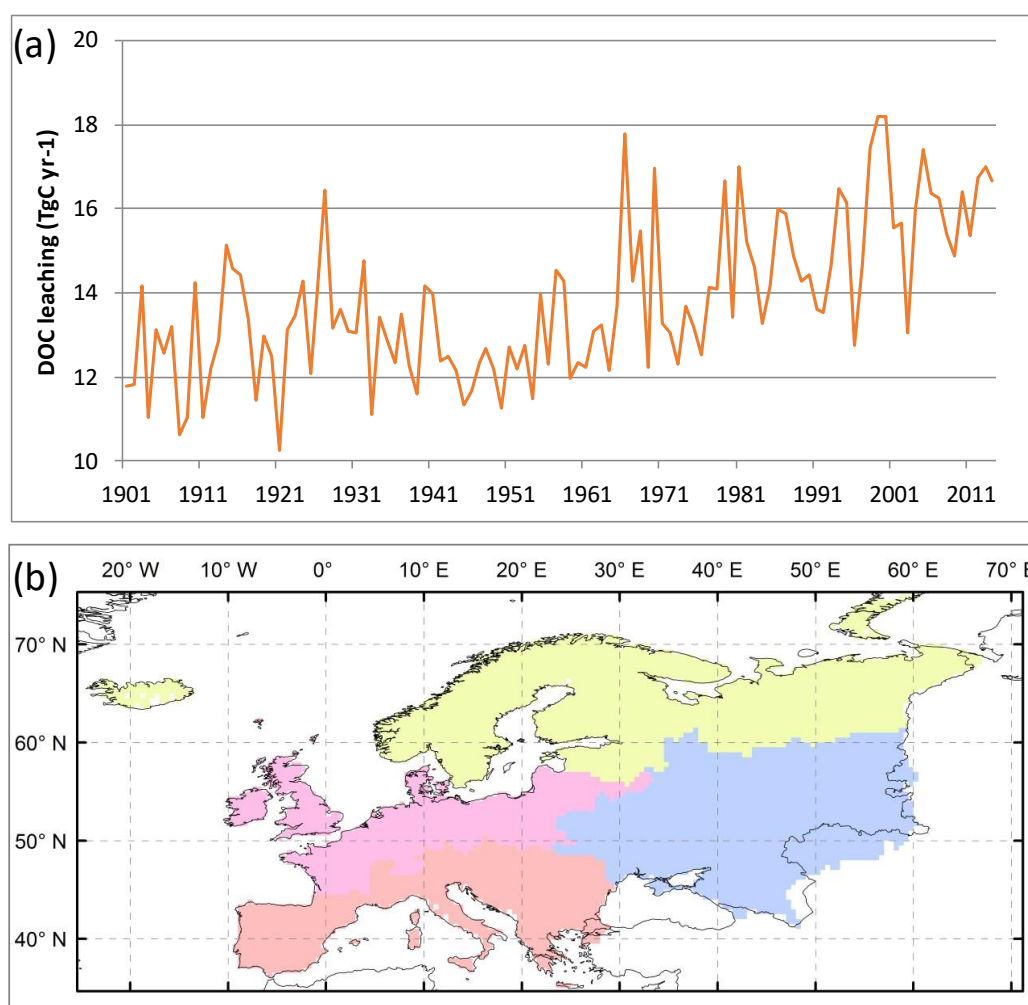 (a)
20
18
16
14
12
10
DOC leaching (TgC yr-1)
1901 1911 1921 1931 1941 1951 1961 1971 1981 1991 2001 2011
(b)
20° W 10° W 0° 10° E 20° E 30° E 40° E 50° E 60° E 70° E
70° N
60° N
50° N
40° N